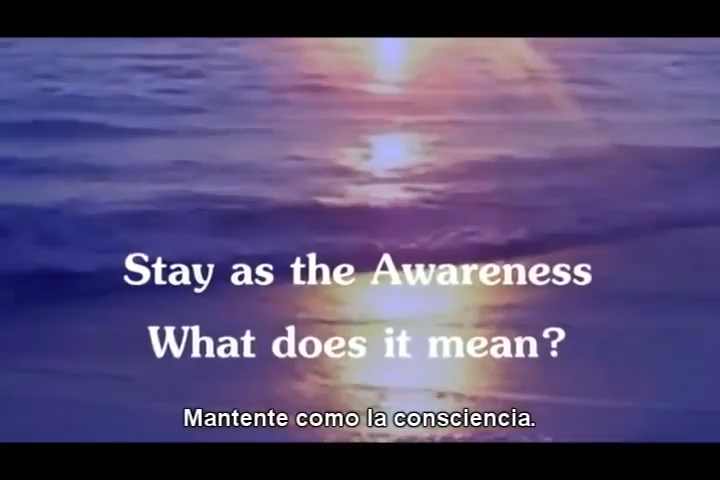 Stay as the Awareness
What does it mean?
Mantente como la consciencia.